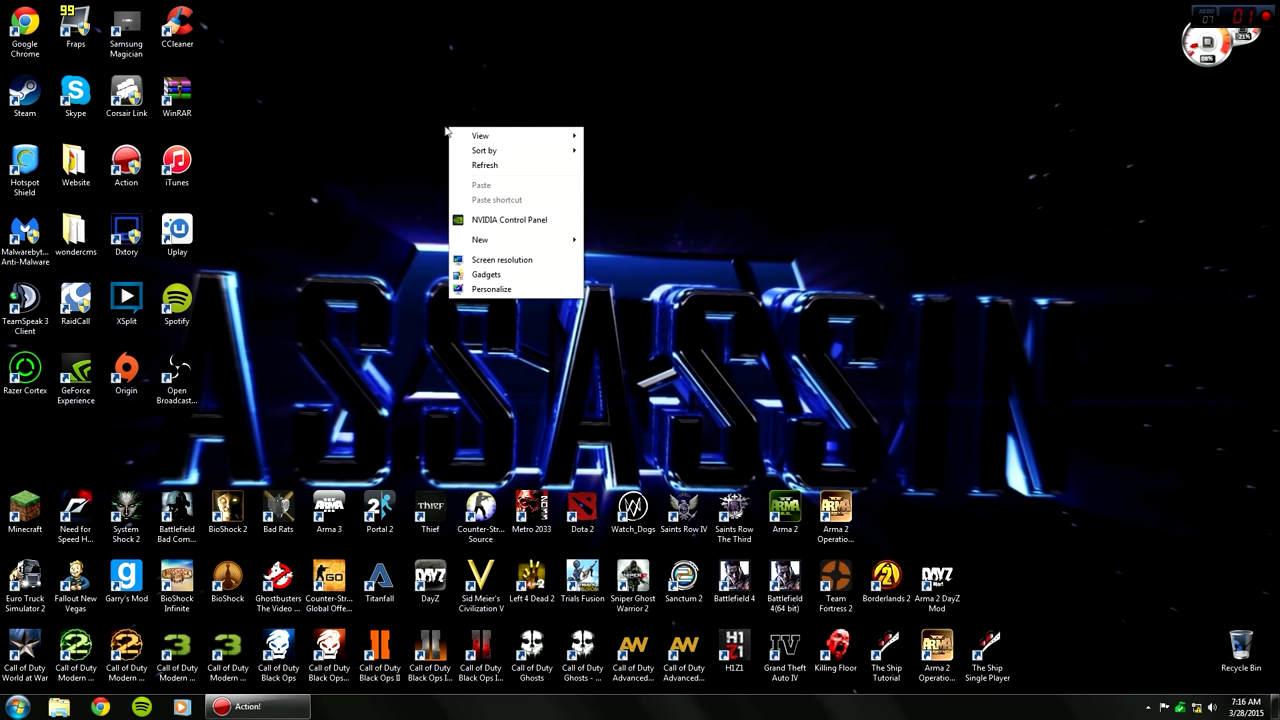 99
Google
Chrome
Fraps
Samsung
Magician
CCleaner
AERO
07
01
21%
08%
Steam
Skype
Corsair Link
WinRAR
View
Sort by
Refresh
Paste
Paste shortcut
NVIDIA Control Panel
New
Screen resolution
Gadgets
Personalize
Hotspot
Shield
Website
Action
iTunes
Malwareby...
Anti-Malware
wondercms
Dxtory
Uplay
TeamSpeak 3
Client
RaidCall
XSplit
Spotify
Razer Cortex
GeForce
Experience
Origin
Open
Broadcast...
ASSASSIN
Minecraft
Need for
Speed H...
System
Shock 2
Battlefield
Bad Com...
BioShock 2
Bad Rats
Arma 3
Portal 2
Thief
Counter-Str...
Source
Metro 2033
Dota 2
Watch_Dogs
Saints Row IV
Saints Row
The Third
Arma 2
Arma 2
Operatio...
Euro Truck
Simulator 2
Fallout New
Vegas
Garry's Mod
BioShock
Infinite
BioShock
Ghostbusters
The Video ...
Counter-Str...
Global Offe...
Titanfall
DayZ
Sid Meier's
Civilization V
Left 4 Dead 2
Trials Fusion
Sniper Ghost
Warrior 2
Sanctum 2
Battlefield 4
Battlefield
4(64 bit)
Team
Fortress 2
Borderlands 2
Arma 2 DayZ
Mod
Call of Duty
World at War
Call of Duty
Modern ...
Call of Duty
Modern ...
Call of Duty
Modern ...
Call of Duty
Modern ...
Call of Duty
Black Ops
Call of Duty
Black Ops...
Call of Duty
Black Ops II
Call of Duty
Black Ops I...
Call of Duty
Black Ops I...
Call of Duty
Ghosts
Call of Duty
Ghosts - ...
Call of Duty
Advanced...
Call of Duty
Advanced...
H1Z1
Grand Theft
Auto IV
Killing Floor
The Ship
Tutorial
Arma 2
Operatio...
The Ship
Single Player
Recycle Bin
Action!
7:16 AM
3/28/2015